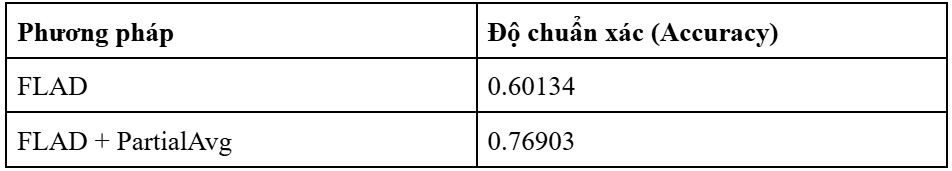 Phương pháp Độ chuẩn xác (Accuracy)
FLAD 0.60134
FLAD + PartialAvg 0.76903